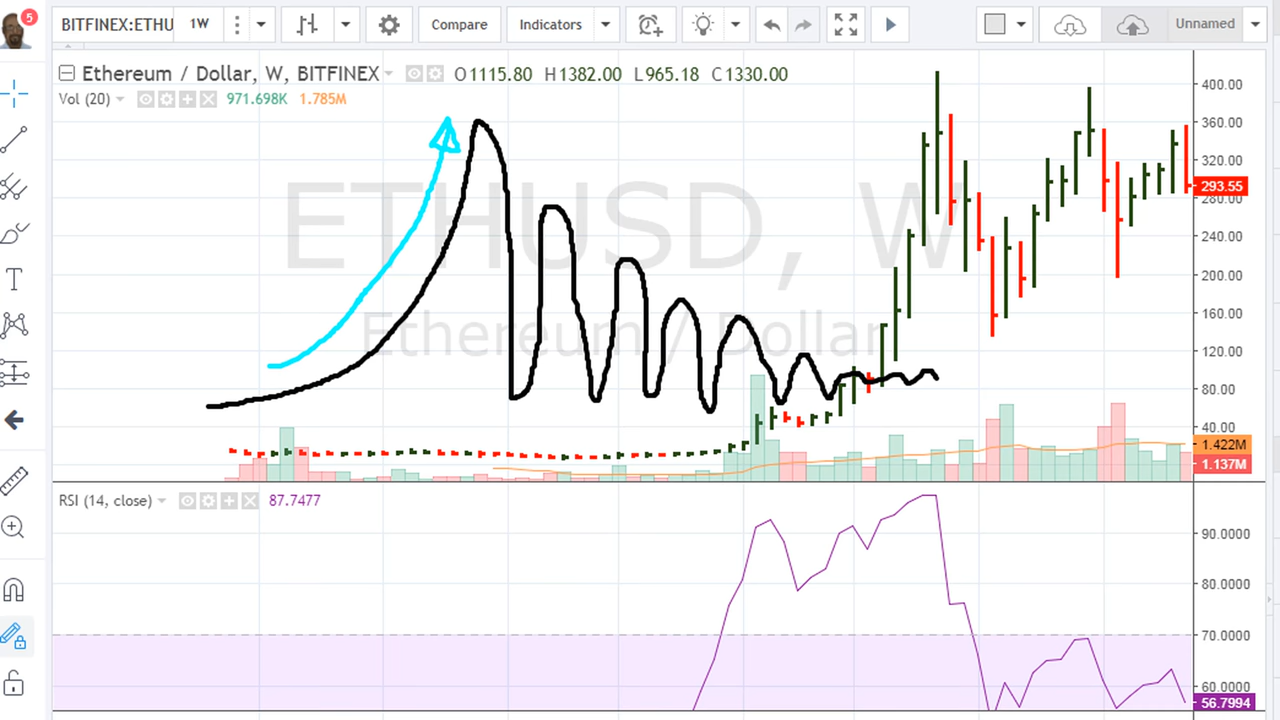 5
BITFINEX:ETHU
1W
Compare
Indicators
Unnamed
Ethereum / Dollar, W, BITFINEX
O1115.80 H1382.00 L965.18 C1330.00
Vol (20)
971.698K 1.785M
ETHUSD, W
Ethereum / Dollar
400.00
360.00
320.00
293.55
280.00
240.00
200.00
160.00
120.00
80.00
40.00
1.422M
1.137M
RSI (14, close)
87.7477
90.0000
80.0000
70.0000
60.0000
56.7994